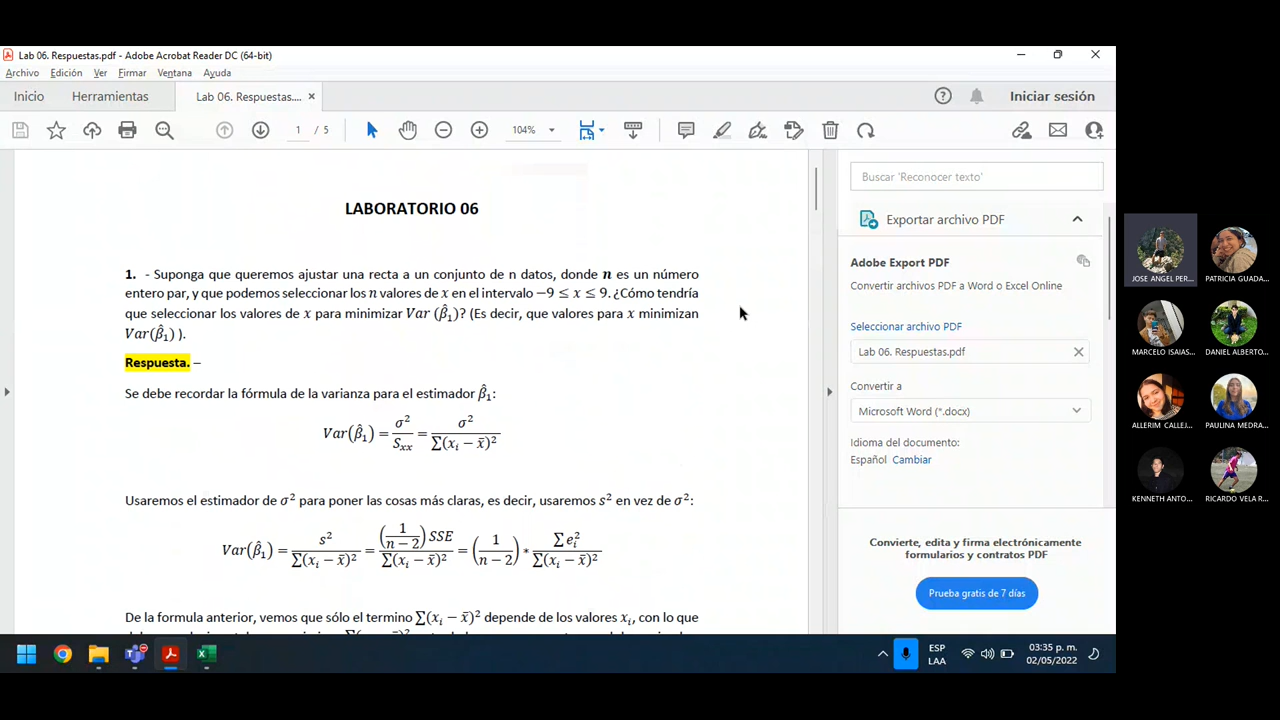 Lab 06. Respuestas.pdf - Adobe Acrobat Reader DC (64-bit)
Archivo Edición Ver Firmar Ventana Ayuda
Inicio Herramientas Lab 06. Respuestas.... × Iniciar sesión
1 / 5 104%
LABORATORIO 06
1. - Suponga que queremos ajustar una recta a un conjunto de n datos, donde n es un número
entero par, y que podemos seleccionar los n valores de x en el intervalo −9 ≤ x ≤ 9. ¿Cómo tendría
que seleccionar los valores de x para minimizar Var (β̂₁)? (Es decir, que valores para x minimizan
Var(β̂₁) ).
Respuesta. –
Se debe recordar la fórmula de la varianza para el estimador β̂₁:
Var(β̂₁) = σ² / Sxx = σ² / ∑(xᵢ − x̄)²
Usaremos el estimador de σ² para poner las cosas más claras, es decir, usaremos s² en vez de σ²:
Var(β̂₁) = s² / ∑(xᵢ − x̄)² = (1 / n − 2) SSE / ∑(xᵢ − x̄)² = (1 / n − 2) * ∑ eᵢ² / ∑(xᵢ − x̄)²
De la formula anterior, vemos que sólo el termino ∑(xᵢ − x̄)² depende de los valores xᵢ, con lo que
Buscar 'Reconocer texto'
Exportar archivo PDF
Adobe Export PDF
Convertir archivos PDF a Word o Excel Online
Seleccionar archivo PDF
Lab 06. Respuestas.pdf ×
Convertir a
Microsoft Word (*.docx)
Idioma del documento:
Español Cambiar
Convierte, edita y firma electrónicamente
formularios y contratos PDF
Prueba gratis de 7 días
JOSE ANGEL PER... PATRICIA GUADA...
MARCELO ISAIAS... DANIEL ALBERTO...
ALLERIM CALLEJ... PAULINA MEDRA...
KENNETH ANTO... RICARDO VELA R...
ESP
LAA
03:35 p. m.
02/05/2022